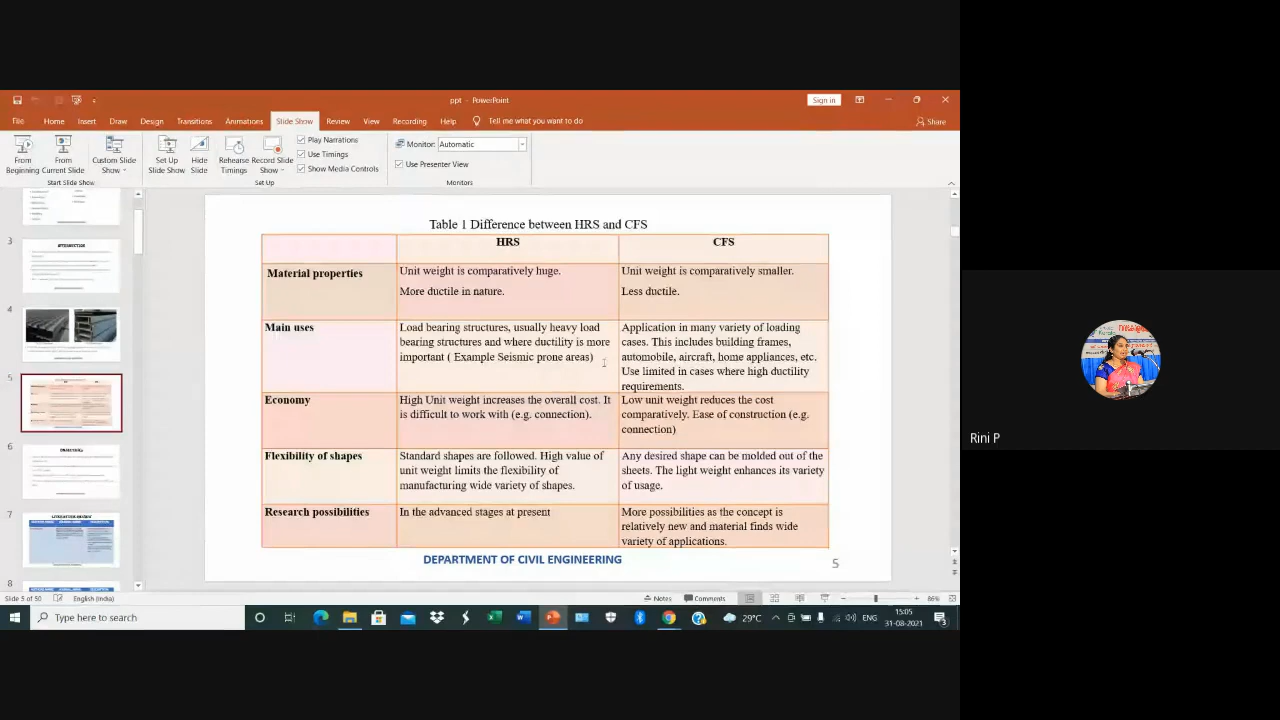 ppt - PowerPoint
Sign in
File Home Insert Draw Design Transitions Animations Slide Show Review View Recording Help Tell me what you want to do
Share
From Beginning
From Current Slide
Custom Slide Show
Set Up Slide Show
Hide Slide
Rehearse Timings
Record Slide Show
Play Narrations
Use Timings
Show Media Controls
Monitor: Automatic
Use Presenter View
Start Slide Show
Set Up
Monitors
3
4
5
6
7
8
Table 1 Difference between HRS and CFS
HRS
CFS
Material properties
Unit weight is comparatively huge.
More ductile in nature.
Unit weight is comparatively smaller.
Less ductile.
Main uses
Load bearing structures, usually heavy load
bearing structures and where ductility is more
important ( Example Seismic prone areas)
Application in many variety of loading
cases. This includes building frames,
automobile, aircraft, home appliances, etc.
Use limited in cases where high ductility
requirements.
Economy
High Unit weight increases the overall cost. It
is difficult to work with (e.g. connection).
Low unit weight reduces the cost
comparatively. Ease of construction (e.g.
connection)
Flexibility of shapes
Standard shapes are followed. High value of
unit weight limits the flexibility of
manufacturing wide variety of shapes.
Any desired shape can be molded out of the
sheets. The light weight enhances its variety
of usage.
Research possibilities
In the advanced stages at present
More possibilities as the concept is
relatively new and material finds wide
variety of applications.
DEPARTMENT OF CIVIL ENGINEERING
5
Slide 5 of 50
English (India)
Notes
Comments
86%
Type here to search
29°C
ENG
15:05
31-08-2021
3
Rini P